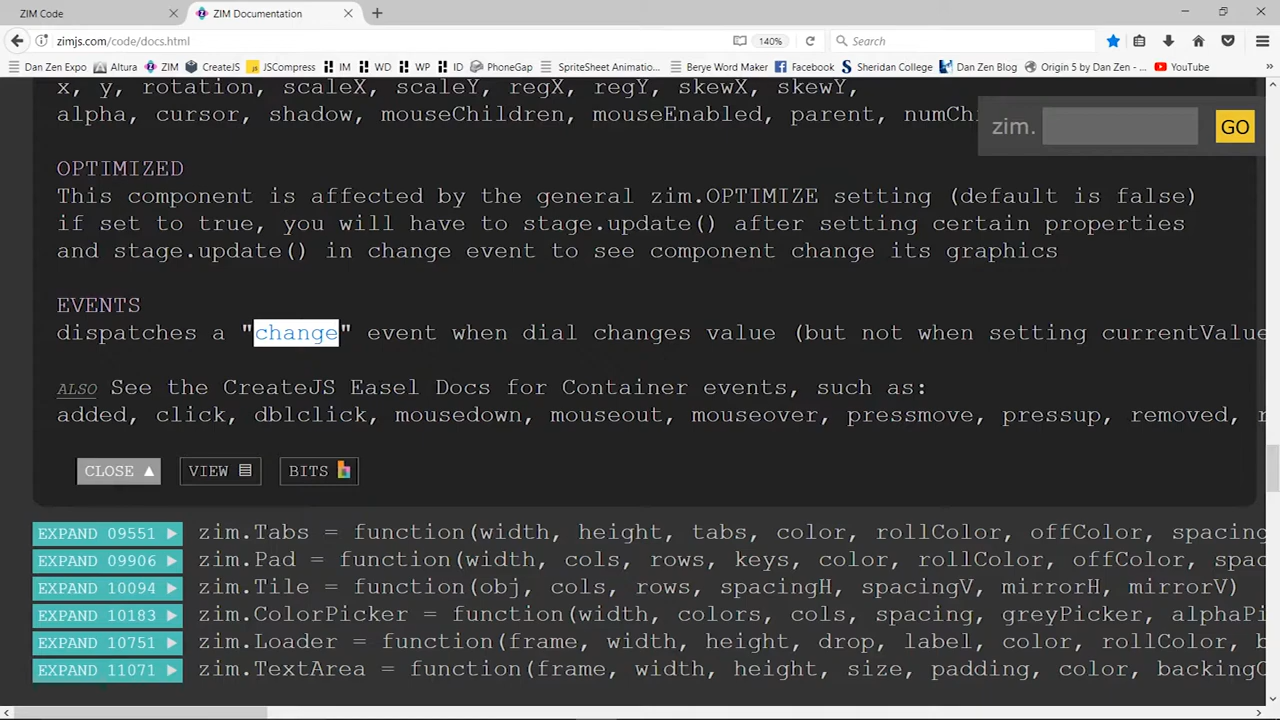 ZIM Code
ZIM Documentation
zimjs.com/code/docs.html
140%
Search
Dan Zen Expo
Altura
ZIM
CreateJS
JSCompress
IM
WD
WP
ID
PhoneGap
SpriteSheet Animatio...
Berye Word Maker
Facebook
Sheridan College
Dan Zen Blog
Origin 5 by Dan Zen -...
YouTube
x, y, rotation, scaleX, scaleY, regX, regY, skewX, skewY,
alpha, cursor, shadow, mouseChildren, mouseEnabled, parent, numChi
zim.
GO
OPTIMIZED
This component is affected by the general zim.OPTIMIZE setting (default is false)
if set to true, you will have to stage.update() after setting certain properties
and stage.update() in change event to see component change its graphics
EVENTS
dispatches a "change" event when dial changes value (but not when setting currentValue
ALSO See the CreateJS Easel Docs for Container events, such as:
added, click, dblclick, mousedown, mouseout, mouseover, pressmove, pressup, removed, r
CLOSE ▲
VIEW
BITS
EXPAND 09551 ▶ zim.Tabs = function(width, height, tabs, color, rollColor, offColor, spacing
EXPAND 09906 ▶ zim.Pad = function(width, cols, rows, keys, color, rollColor, offColor, spac
EXPAND 10094 ▶ zim.Tile = function(obj, cols, rows, spacingH, spacingV, mirrorH, mirrorV)
EXPAND 10183 ▶ zim.ColorPicker = function(width, colors, cols, spacing, greyPicker, alphaPi
EXPAND 10751 ▶ zim.Loader = function(frame, width, height, drop, label, color, rollColor, b
EXPAND 11071 ▶ zim.TextArea = function(frame, width, height, size, padding, color, backingC